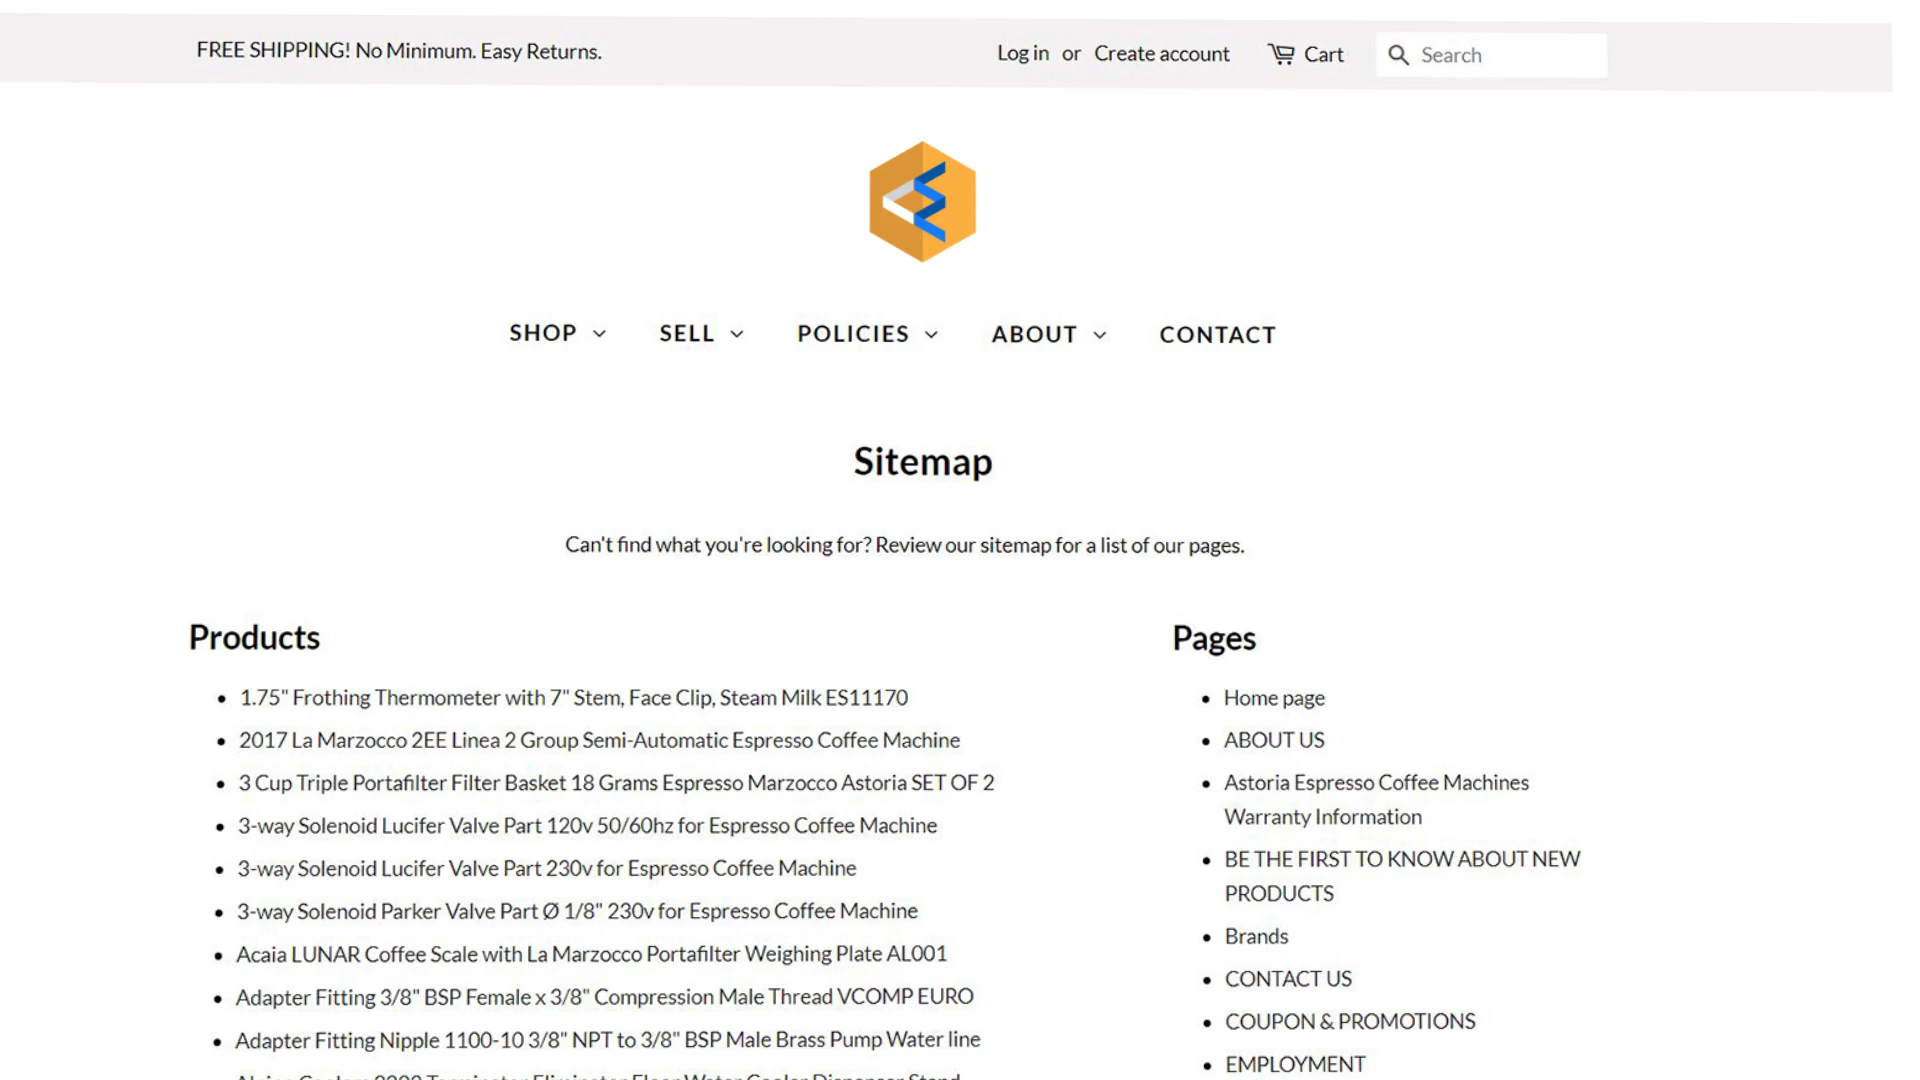 FREE SHIPPING! No Minimum. Easy Returns.
Log in or Create account Cart Search
SHOP SELL POLICIES ABOUT CONTACT
Sitemap
Can't find what you're looking for? Review our sitemap for a list of our pages.
Products
1.75" Frothing Thermometer with 7" Stem, Face Clip, Steam Milk ES11170
2017 La Marzocco 2EE Linea 2 Group Semi-Automatic Espresso Coffee Machine
3 Cup Triple Portafilter Filter Basket 18 Grams Espresso Marzocco Astoria SET OF 2
3-way Solenoid Lucifer Valve Part 120v 50/60hz for Espresso Coffee Machine
3-way Solenoid Lucifer Valve Part 230v for Espresso Coffee Machine
3-way Solenoid Parker Valve Part Ø 1/8" 230v for Espresso Coffee Machine
Acaia LUNAR Coffee Scale with La Marzocco Portafilter Weighing Plate AL001
Adapter Fitting 3/8" BSP Female x 3/8" Compression Male Thread VCOMP EURO
Adapter Fitting Nipple 1100-10 3/8" NPT to 3/8" BSP Male Brass Pump Water line
Pages
Home page
ABOUT US
Astoria Espresso Coffee Machines
Warranty Information
BE THE FIRST TO KNOW ABOUT NEW
PRODUCTS
Brands
CONTACT US
COUPON & PROMOTIONS
EMPLOYMENT